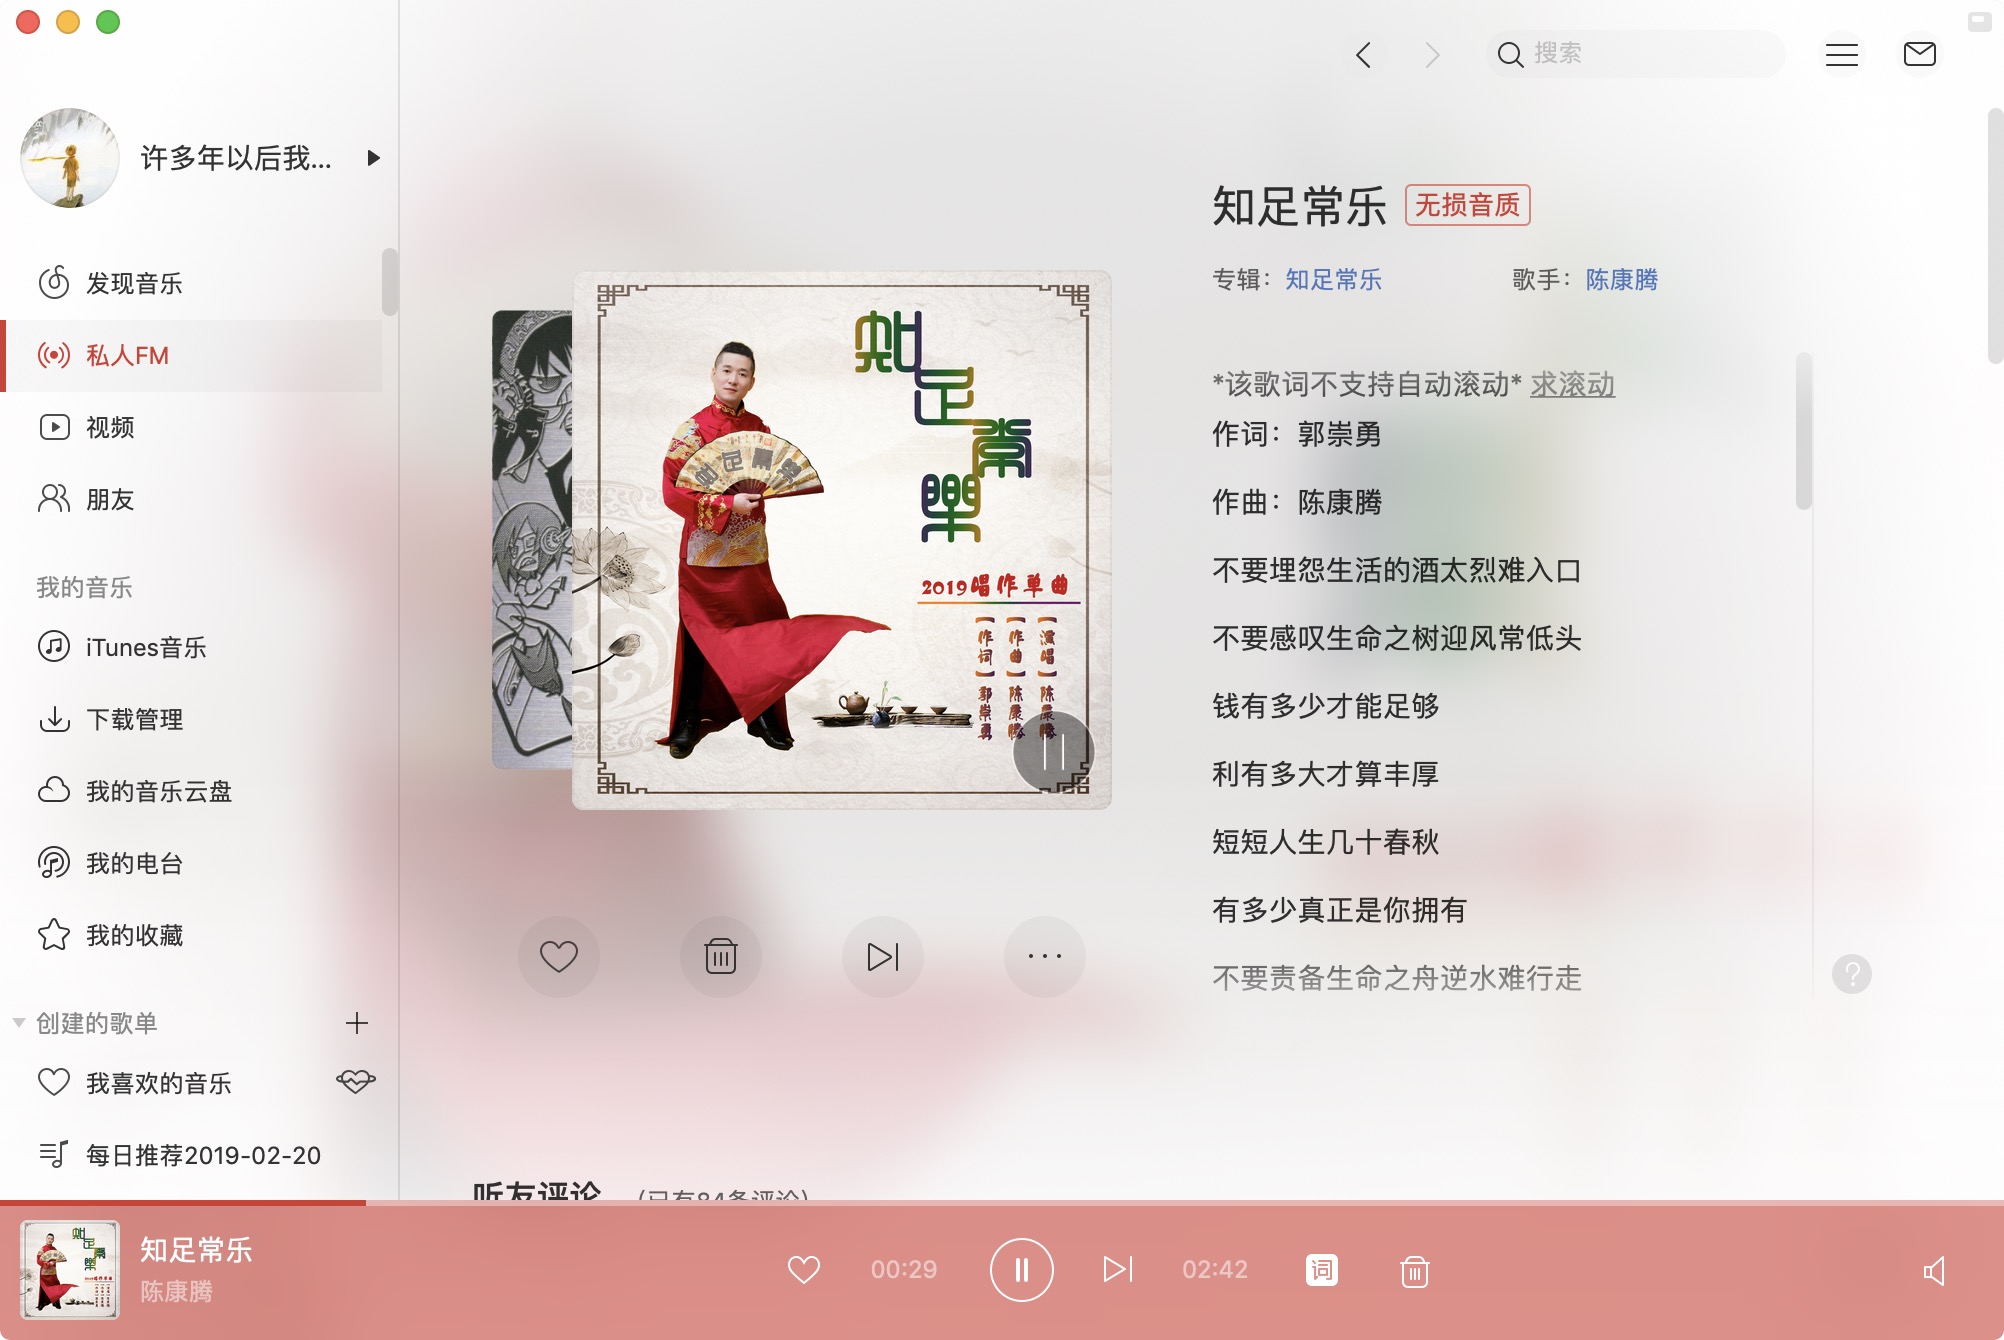 搜索
许多年以后我...
发现音乐
私人FM
视频
朋友
我的音乐
iTunes音乐
下载管理
我的音乐云盘
我的电台
我的收藏
创建的歌单
我喜欢的音乐
每日推荐2019-02-20
知足常樂
知足常樂
2019唱作单曲
【演唱】陈康腾
【作曲】陈康腾
【作词】郭崇勇
知足常乐 无损音质
专辑：知足常乐 歌手：陈康腾
*该歌词不支持自动滚动* 求滚动
作词：郭崇勇
作曲：陈康腾
不要埋怨生活的酒太烈难入口
不要感叹生命之树迎风常低头
钱有多少才能足够
利有多大才算丰厚
短短人生几十春秋
有多少真正是你拥有
不要责备生命之舟逆水难行走
?
听友评论 (已有84条评论)
知足常乐
陈康腾
00:29 02:42 词